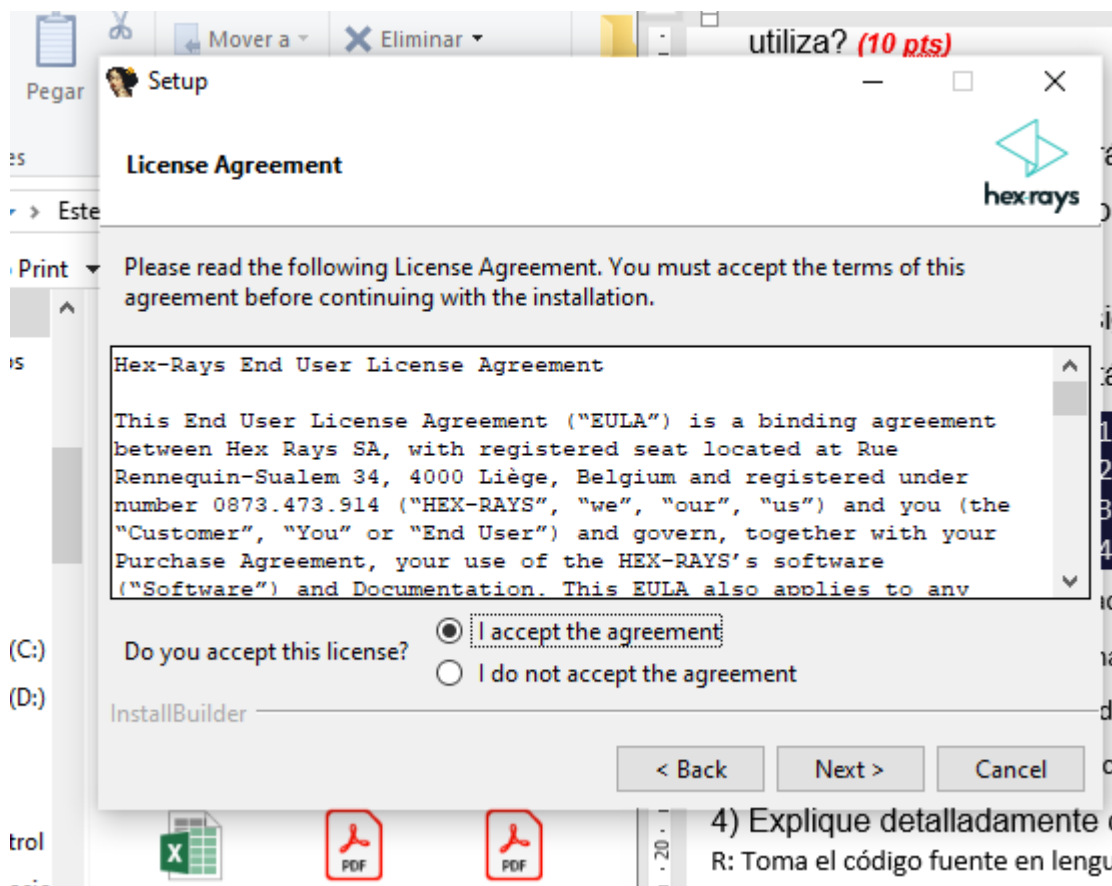 Mover a
Eliminar
utiliza? (10 pts)
Pegar
Setup
License Agreement
hex-rays
Este
Print
Please read the following License Agreement. You must accept the terms of this
agreement before continuing with the installation.
Hex-Rays End User License Agreement
This End User License Agreement (“EULA”) is a binding agreement
between Hex Rays SA, with registered seat located at Rue
Rennequin-Sualem 34, 4000 Liège, Belgium and registered under
number 0873.473.914 (“HEX-RAYS”, “we”, “our”, “us”) and you (the
“Customer”, “You” or “End User”) and govern, together with your
Purchase Agreement, your use of the HEX-RAYS’s software
(“Software”) and Documentation. This EULA also applies to any
1
2
3
4
Do you accept this license?
I accept the agreement
I do not accept the agreement
(C:)
(D:)
InstallBuilder
< Back
Next >
Cancel
trol
PDF
PDF
20
4) Explique detalladamente
R: Toma el código fuente en lengu